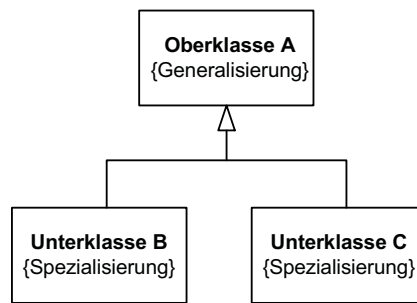 Oberklasse A
{Generalisierung}
Unterklasse B
{Spezialisierung}
Unterklasse C
{Spezialisierung}